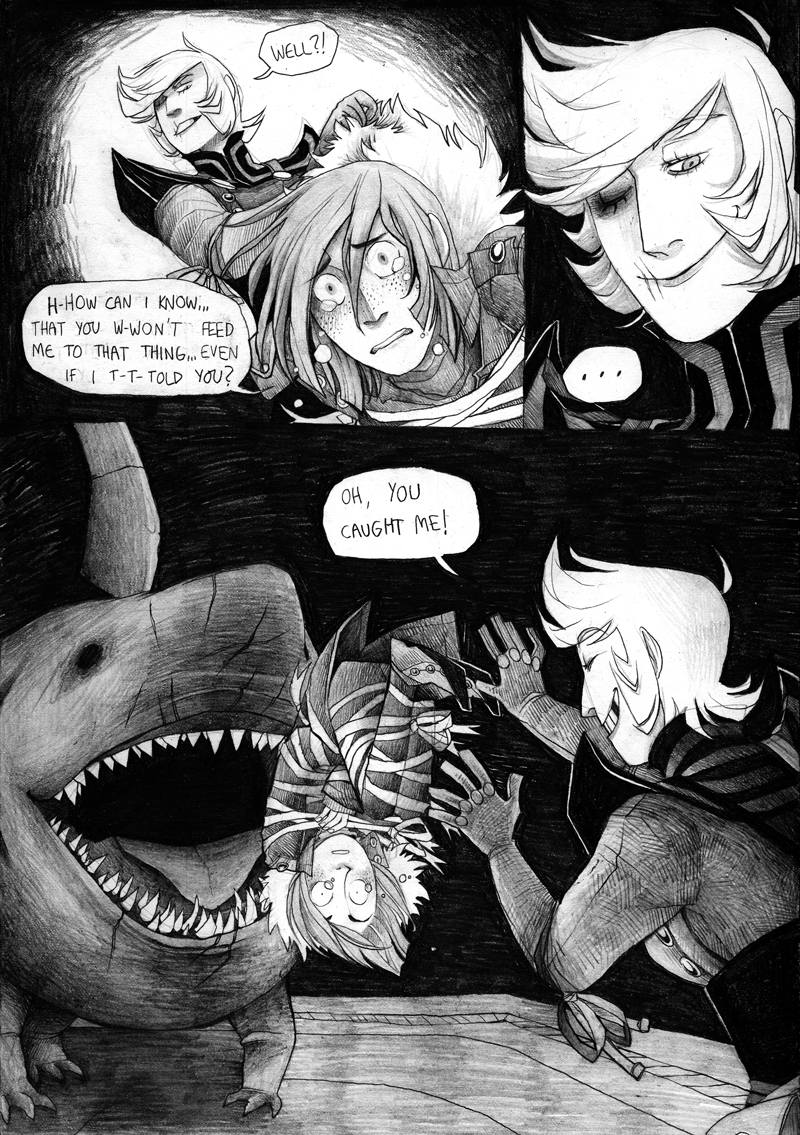 WELL?!
H-HOW CAN I KNOW...
THAT YOU W-WON'T FEED
ME TO THAT THING...EVEN
IF I T-T-TOLD YOU?
...
OH, YOU
CAUGHT ME!